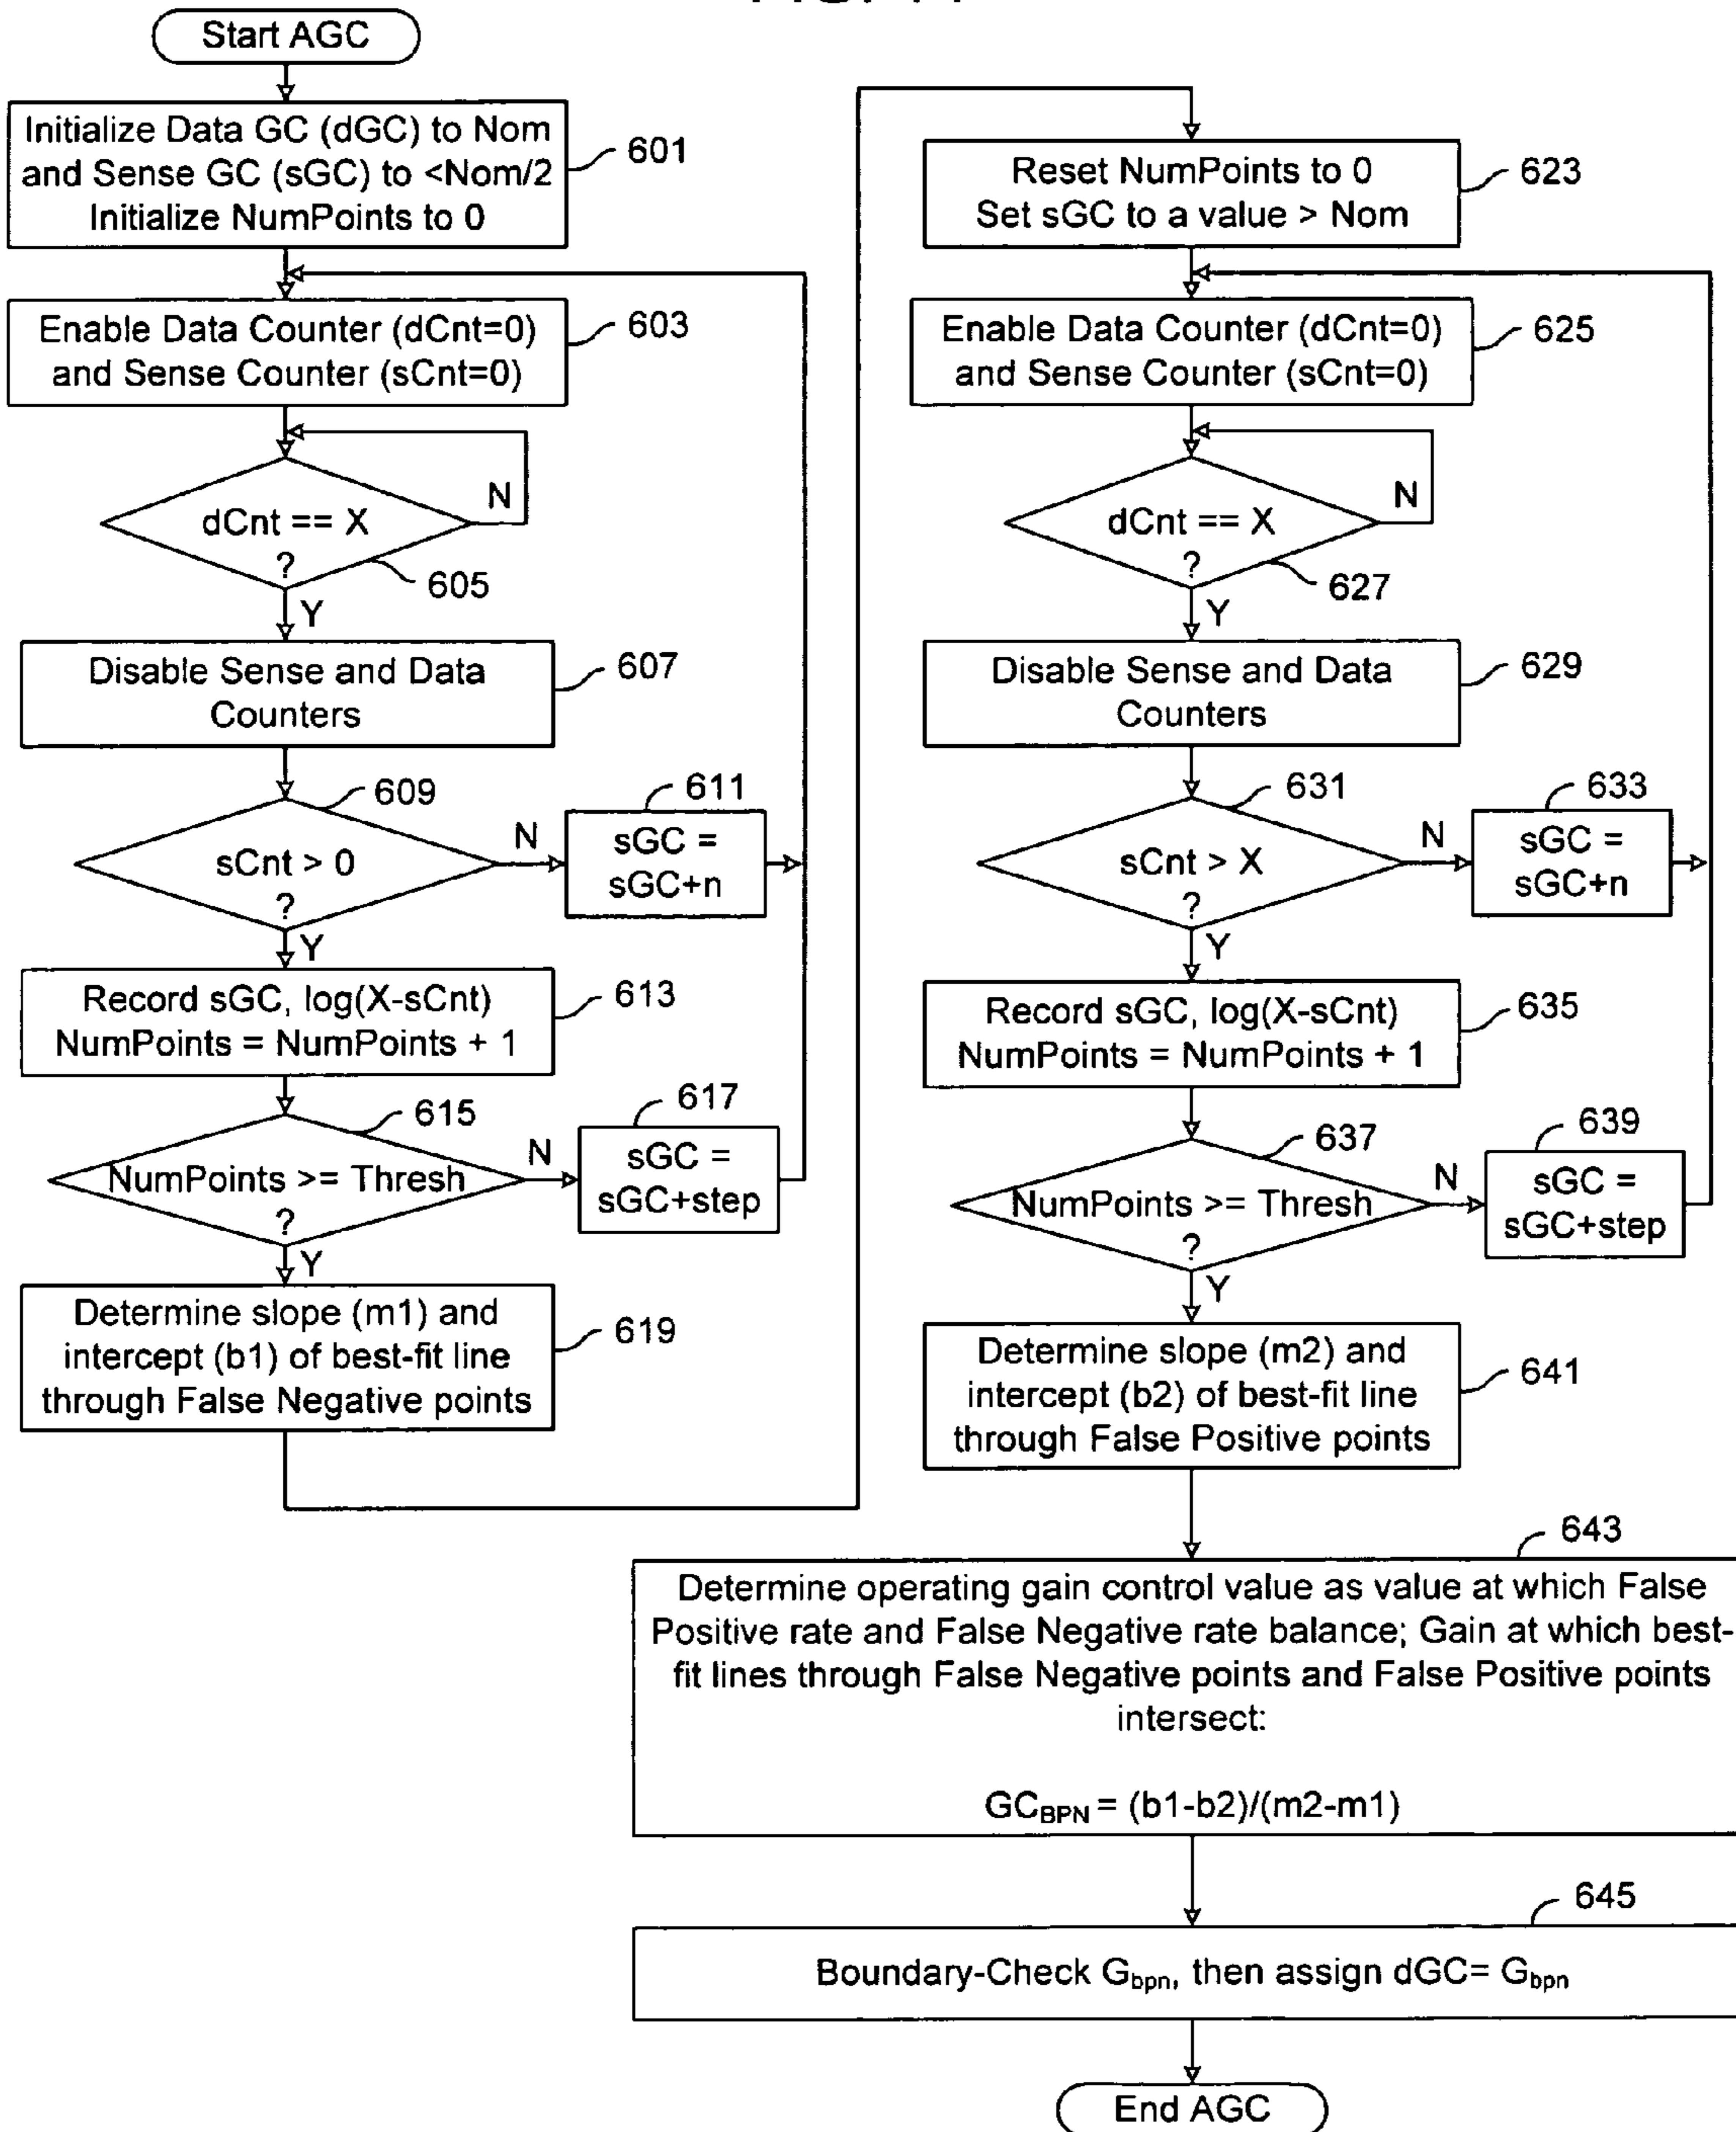 Start AGC
Initialize Data GC (dGC) to Nom
and Sense GC (sGC) to <Nom/2
Initialize NumPoints to 0
601
Enable Data Counter (dCnt=0)
and Sense Counter (sCnt=0)
603
dCnt == X
?
N
605
Y
Disable Sense and Data
Counters
607
609
sCnt > 0
?
N
611
sGC =
sGC+n
Y
Record sGC, log(X-sCnt)
NumPoints = NumPoints + 1
613
615
NumPoints >= Thresh
?
N
617
sGC =
sGC+step
Y
Determine slope (m1) and
intercept (b1) of best-fit line
through False Negative points
619
Reset NumPoints to 0
Set sGC to a value > Nom
623
Enable Data Counter (dCnt=0)
and Sense Counter (sCnt=0)
625
dCnt == X
?
N
627
Y
Disable Sense and Data
Counters
629
631
sCnt > X
?
N
633
sGC =
sGC+n
Y
Record sGC, log(X-sCnt)
NumPoints = NumPoints + 1
635
637
NumPoints >= Thresh
?
N
639
sGC =
sGC+step
Y
Determine slope (m2) and
intercept (b2) of best-fit line
through False Positive points
641
643
Determine operating gain control value as value at which False
Positive rate and False Negative rate balance; Gain at which best-
fit lines through False Negative points and False Positive points
intersect:
GC_BPN = (b1-b2)/(m2-m1)
645
Boundary-Check G_bpn, then assign dGC= G_bpn
End AGC